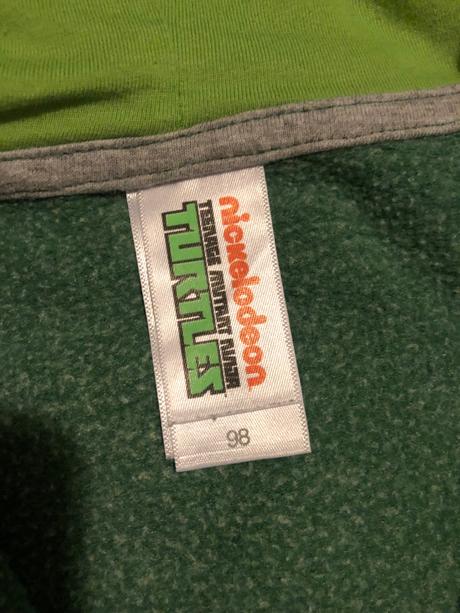 nickelodeon
TEENAGE MUTANT NINJA
TURTLES
98